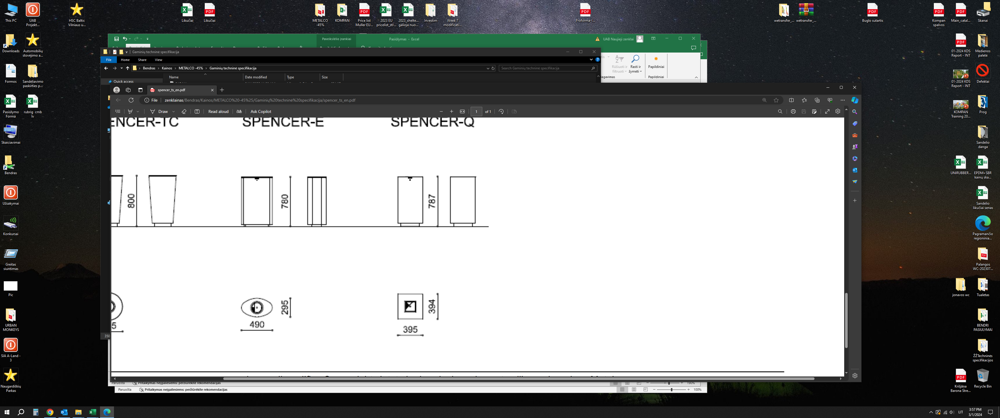 This PC
UAB
Projekt...
HSC Baltic
Vilniaus u...
Likučiai
Likučiai
METALCO
-45%
KOMPAN
Price list
Muller EU...
2023 EU
pricelist_str...
2023_shelte...
galioja nuo...
Investim
Week 7
modificati...
Proforma-I...
wetransfer_...
wetransfer_...
Buglo sutartis
Kompan
spalvos
Main_catal...
Skanai
Downloads
Automobilių
stovėjimo a...
Formos
Sandėliavimo
paskirties p...
Pasiūlymo
Forma
rubrig cmb
lv
Skaiciavimai
Bendras
Užsakymai
Konkursai
Greitas
siuntimas
Pic
URBAN
MONKEYS
SIA A-Land -
3
Naugardiškių
Parkas
Paveikslėlio įrankiai
Pasiūlymas - Excel
UAB Naujieji zenklai
Rūšiuoti ir
filtruoti
Rasti ir
žymėti
Papildiniai
Papildiniai
Gaminių techninė specifikacija
File
Home
Share
View
Bendras > Kainos > METALCO -45% > Gaminių techninė specifikacija
Search Gaminių techninė specifikacija
Name
Date modified
Type
Size
Quick access
350
spencer_ts_en.pdf
File
zenklainas/Bendras/Kainos/METALCO%20-45%25/Gaminių%20techninė%20specifikacija/spencer_ts_en.pdf
Draw
Read aloud
Ask Copilot
1
of 1
ENCER-TC
SPENCER-E
SPENCER-Q
800
780
787
295
394
5
490
395
Paruošta
Pritaikymas neįgaliesiems: peržiūrėkite rekomendacijas
190%
Paruošta
Pritaikymas neįgaliesiems: peržiūrėkite rekomendacijas
100%
01-2024 KDS
Report - INT
Medienos
paletė
01-2024 KDS
Report - INT
Defektai
KOMPAN
Training 20...
Prog
Sandelio
danga
UNIRUBBER...
EPDM+SBR
kainų ska...
Sandėlio
likučiai senas
Pagramančio
regioninia...
Palangos
WC-202307...
jonavos wc
Tualetas
BENDRI
PASIULYMAI
ŽŽTechninės
specifikacijos
Krišjāņa
Barona Stre...
Recycle Bin
LIT
3:57 PM
3/1/2024